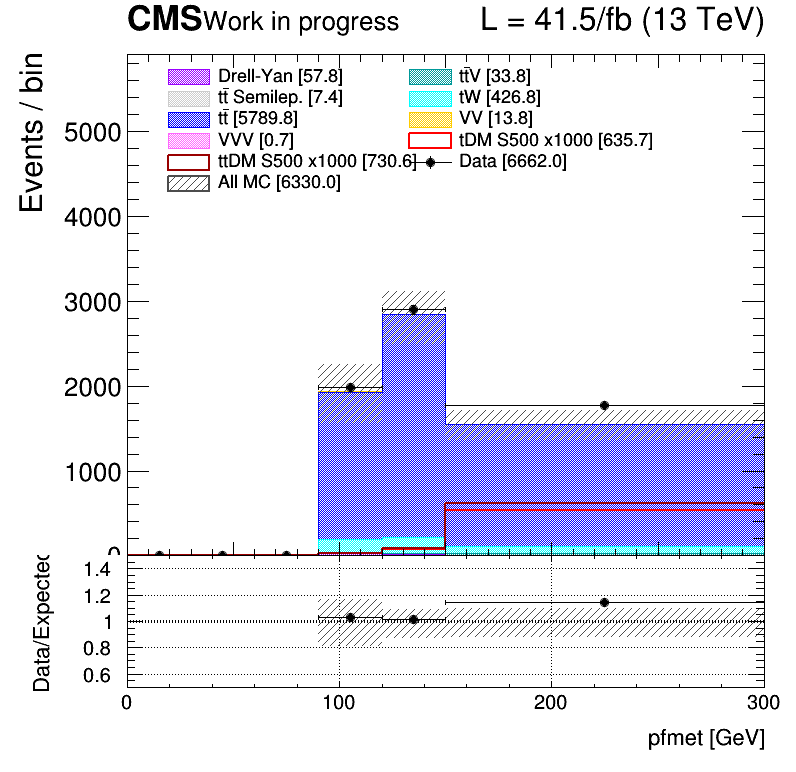 CMS Work in progress L = 41.5/fb (13 TeV)
Events / bin
Drell-Yan [57.8] tt̄V [33.8]
tt̄ Semilep. [7.4] tW [426.8]
tt̄ [5789.8] VV [13.8]
VVV [0.7] tDM S500 x1000 [635.7]
ttDM S500 x1000 [730.6] Data [6662.0]
All MC [6330.0]
5000
4000
3000
2000
1000
0
Data/Expected
1.4
1.2
1
0.8
0.6
0 100 200 300
pfmet [GeV]